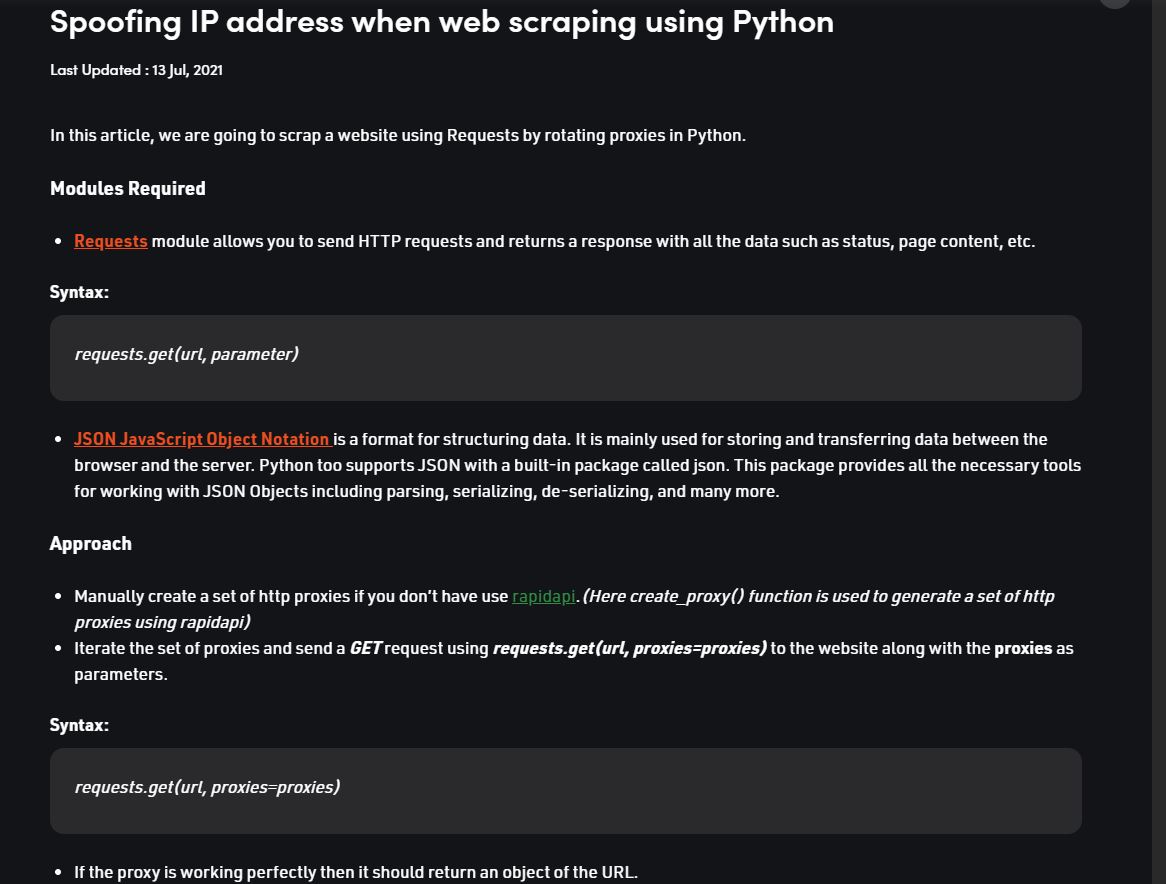 Spoofing IP address when web scraping using Python
Last Updated : 13 Jul, 2021
In this article, we are going to scrap a website using Requests by rotating proxies in Python.
Modules Required
• Requests module allows you to send HTTP requests and returns a response with all the data such as status, page content, etc.
Syntax:
requests.get(url, parameter)
• JSON JavaScript Object Notation is a format for structuring data. It is mainly used for storing and transferring data between the
browser and the server. Python too supports JSON with a built-in package called json. This package provides all the necessary tools
for working with JSON Objects including parsing, serializing, de-serializing, and many more.
Approach
• Manually create a set of http proxies if you don’t have use rapidapi. (Here create_proxy() function is used to generate a set of http
proxies using rapidapi)
• Iterate the set of proxies and send a GET request using requests.get(url, proxies=proxies) to the website along with the proxies as
parameters.
Syntax:
requests.get(url, proxies=proxies)
• If the proxy is working perfectly then it should return an object of the URL.